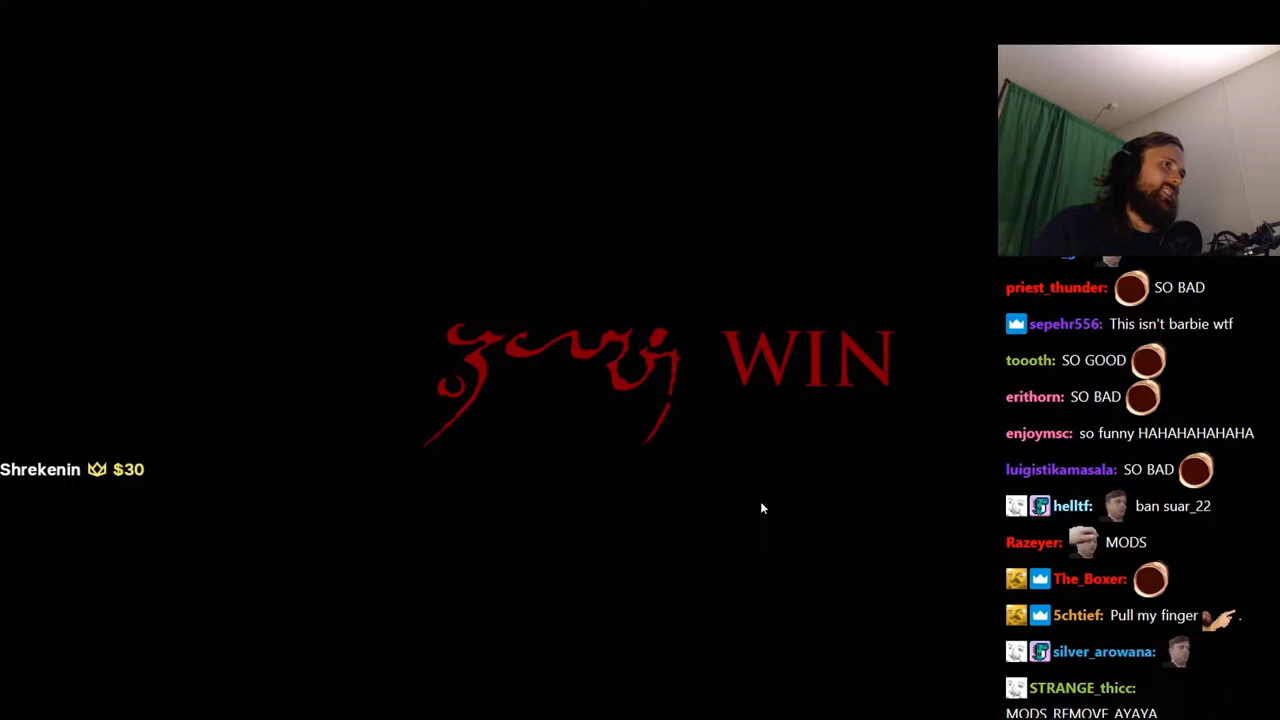 WIN
Shrekenin $30
priest_thunder: SO BAD
sepehr556: This isn't barbie wtf
toooth: SO GOOD
erithorn: SO BAD
enjoymsc: so funny HAHAHAHAHAHA
luigistikamasala: SO BAD
helltf: ban suar_22
Razeyer: MODS
The_Boxer:
5chtief: Pull my finger .
silver_arowana:
STRANGE_thicc:
MODS REMOVE AYAYA